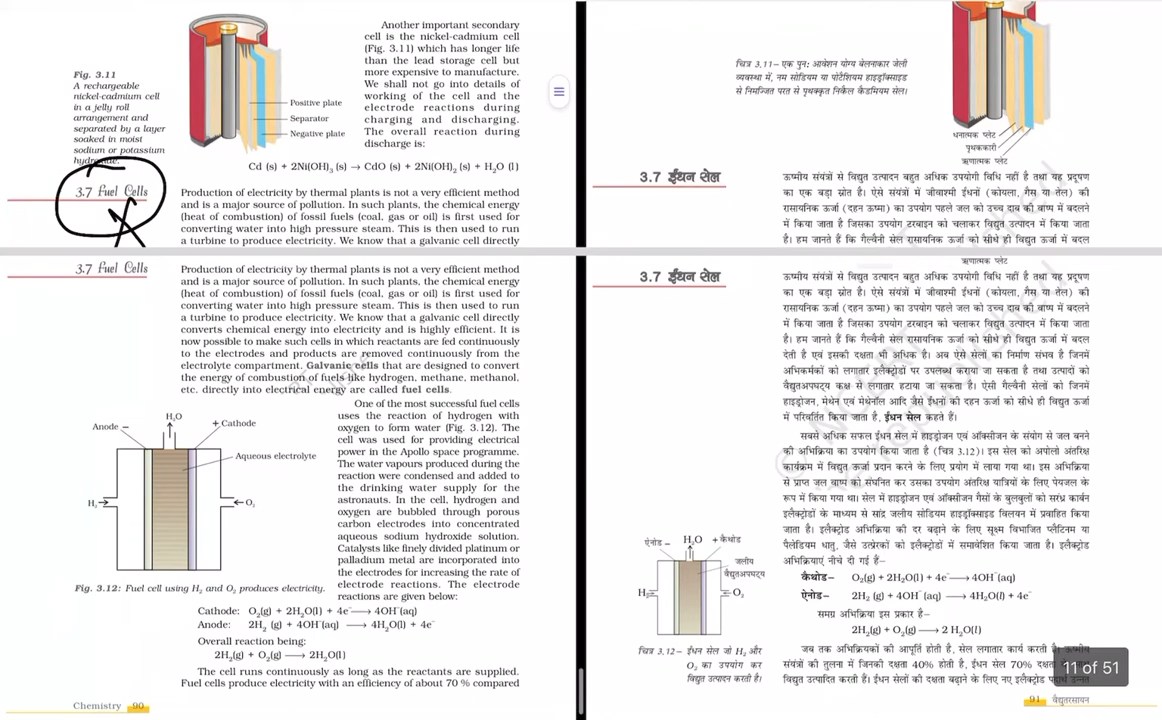 Another important secondary
cell is the nickel-cadmium cell
(Fig. 3.11) which has longer life
than the lead storage cell but
more expensive to manufacture.
We shall not go into details of
working of the cell and the
electrode reactions during
charging and discharging.
The overall reaction during
discharge is:
Fig. 3.11
A rechargeable
nickel-cadmium cell
in a jelly roll
arrangement and
separated by a layer
soaked in moist
sodium or potassium
hydroxide.
Positive plate
Separator
Negative plate
Cd (s) + 2Ni(OH)₃ (s) → CdO (s) + 2Ni(OH)₂ (s) + H₂O (l)
3.7 Fuel Cells
Production of electricity by thermal plants is not a very efficient method
and is a major source of pollution. In such plants, the chemical energy
(heat of combustion) of fossil fuels (coal, gas or oil) is first used for
converting water into high pressure steam. This is then used to run
a turbine to produce electricity. We know that a galvanic cell directly
चित्र 3.11– एक पुनः आवेशन योग्य बेलनाकार जेली
व्यवस्था में, नम सोडियम या पोटैशियम हाइड्रॉक्साइड
से निमज्जित परत से पृथक्कृत निकैल कैडमियम सेल।
धनात्मक प्लेट
पृथक्कारी
ऋणात्मक प्लेट
3.7 ईंधन सेल
ऊष्मीय संयंत्रों से विद्युत उत्पादन बहुत अधिक उपयोगी विधि नहीं है तथा यह प्रदूषण
का एक बड़ा स्रोत है। ऐसे संयंत्रों में जीवाश्मी ईंधनों (कोयला, गैस या तेल) की
रासायनिक ऊर्जा (दहन ऊष्मा) का उपयोग पहले जल को उच्च दाब की वाष्प में बदलने
में किया जाता है जिसका उपयोग टरबाइन को चलाकर विद्युत उत्पादन में किया जाता
है। हम जानते हैं कि गैल्वैनी सेल रासायनिक ऊर्जा को सीधे ही विद्युत ऊर्जा में बदल
3.7 Fuel Cells
Production of electricity by thermal plants is not a very efficient method
and is a major source of pollution. In such plants, the chemical energy
(heat of combustion) of fossil fuels (coal, gas or oil) is first used for
converting water into high pressure steam. This is then used to run
a turbine to produce electricity. We know that a galvanic cell directly
converts chemical energy into electricity and is highly efficient. It is
now possible to make such cells in which reactants are fed continuously
to the electrodes and products are removed continuously from the
electrolyte compartment. Galvanic cells that are designed to convert
the energy of combustion of fuels like hydrogen, methane, methanol,
etc. directly into electrical energy are called fuel cells.
One of the most successful fuel cells
uses the reaction of hydrogen with
oxygen to form water (Fig. 3.12). The
cell was used for providing electrical
power in the Apollo space programme.
The water vapours produced during the
reaction were condensed and added to
the drinking water supply for the
astronauts. In the cell, hydrogen and
oxygen are bubbled through porous
carbon electrodes into concentrated
aqueous sodium hydroxide solution.
Catalysts like finely divided platinum or
palladium metal are incorporated into
the electrodes for increasing the rate of
electrode reactions. The electrode
reactions are given below:
H₂O
Anode –
+ Cathode
Aqueous electrolyte
H₂
O₂
Fig. 3.12: Fuel cell using H₂ and O₂ produces electricity.
Cathode: O₂(g) + 2H₂O(l) + 4e⁻ ⟶ 4OH⁻(aq)
Anode: 2H₂ (g) + 4OH⁻(aq) ⟶ 4H₂O(l) + 4e⁻
Overall reaction being:
2H₂(g) + O₂(g) ⟶ 2H₂O(l)
The cell runs continuously as long as the reactants are supplied.
Fuel cells produce electricity with an efficiency of about 70 % compared
Chemistry 90
ऋणात्मक प्लेट
3.7 ईंधन सेल
ऊष्मीय संयंत्रों से विद्युत उत्पादन बहुत अधिक उपयोगी विधि नहीं है तथा यह प्रदूषण
का एक बड़ा स्रोत है। ऐसे संयंत्रों में जीवाश्मी ईंधनों (कोयला, गैस या तेल) की
रासायनिक ऊर्जा (दहन ऊष्मा) का उपयोग पहले जल को उच्च दाब की वाष्प में बदलने
में किया जाता है जिसका उपयोग टरबाइन को चलाकर विद्युत उत्पादन में किया जाता
है। हम जानते हैं कि गैल्वैनी सेल रासायनिक ऊर्जा को सीधे ही विद्युत ऊर्जा में बदल
देती है एवं इसकी दक्षता भी अधिक है। अब ऐसे सेलों का निर्माण संभव है जिनमें
अभिकर्मकों को लगातार इलैक्ट्रोडों पर उपलब्ध कराया जा सकता है तथा उत्पादों को
वैद्युतअपघट्य कक्ष से लगातार हटाया जा सकता है। ऐसी गैल्वैनी सेलों को जिनमें
हाइड्रोजन, मेथेन एवं मेथेनॉल आदि जैसे ईंधनों की दहन ऊर्जा को सीधे ही विद्युत ऊर्जा
में परिवर्तित किया जाता है, ईंधन सेल कहते हैं।
सबसे अधिक सफल ईंधन सेल में हाइड्रोजन एवं ऑक्सीजन के संयोग से जल बनने
की अभिक्रिया का उपयोग किया जाता है (चित्र 3.12)। इस सेल को अपोलो अंतरिक्ष
कार्यक्रम में विद्युत ऊर्जा प्रदान करने के लिए प्रयोग में लाया गया था। इस अभिक्रिया
से प्राप्त जल वाष्प को संघनित कर उसका उपयोग अंतरिक्ष यात्रियों के लिए पेयजल के
रूप में किया गया था। सेल में हाइड्रोजन एवं ऑक्सीजन गैसों के बुलबुलों को सरंध्र कार्बन
इलैक्ट्रोडों के माध्यम से सांद्र जलीय सोडियम हाइड्रॉक्साइड विलयन में प्रवाहित किया
जाता है। इलैक्ट्रोड अभिक्रिया की दर बढ़ाने के लिए सूक्ष्म विभाजित प्लैटिनम या
पैलेडियम धातु, जैसे उत्प्रेरकों को इलैक्ट्रोडों में समावेशित किया जाता है। इलैक्ट्रोड
अभिक्रियाएं नीचे दी गई हैं–
कैथोड– O₂(g) + 2H₂O(l) + 4e⁻ ⟶ 4OH⁻(aq)
ऐनोड– 2H₂ (g) + 4OH⁻ (aq) ⟶ 4H₂O(l) + 4e⁻
समग्र अभिक्रिया इस प्रकार है–
2H₂(g) + O₂(g) ⟶ 2 H₂O(l)
ऐनोड –
H₂O
+ कैथोड
जलीय
वैद्युतअपघट्य
H₂
O₂
चित्र 3.12– ईंधन सेल जो H₂ और
O₂ का उपयोग कर
विद्युत उत्पादन करती है।
जब तक अभिकर्मकों की आपूर्ति होती है, सेल लगातार कार्य करती है। ऊष्मीय
संयंत्रों की तुलना में जिनकी दक्षता 40% होती है, ईंधन सेल 70% दक्षता
विद्युत उत्पादित करती हैं। ईंधन सेलों की दक्षता बढ़ाने के लिए नए इलैक्ट्रोड
11 of 51
91 वैद्युतरसायन